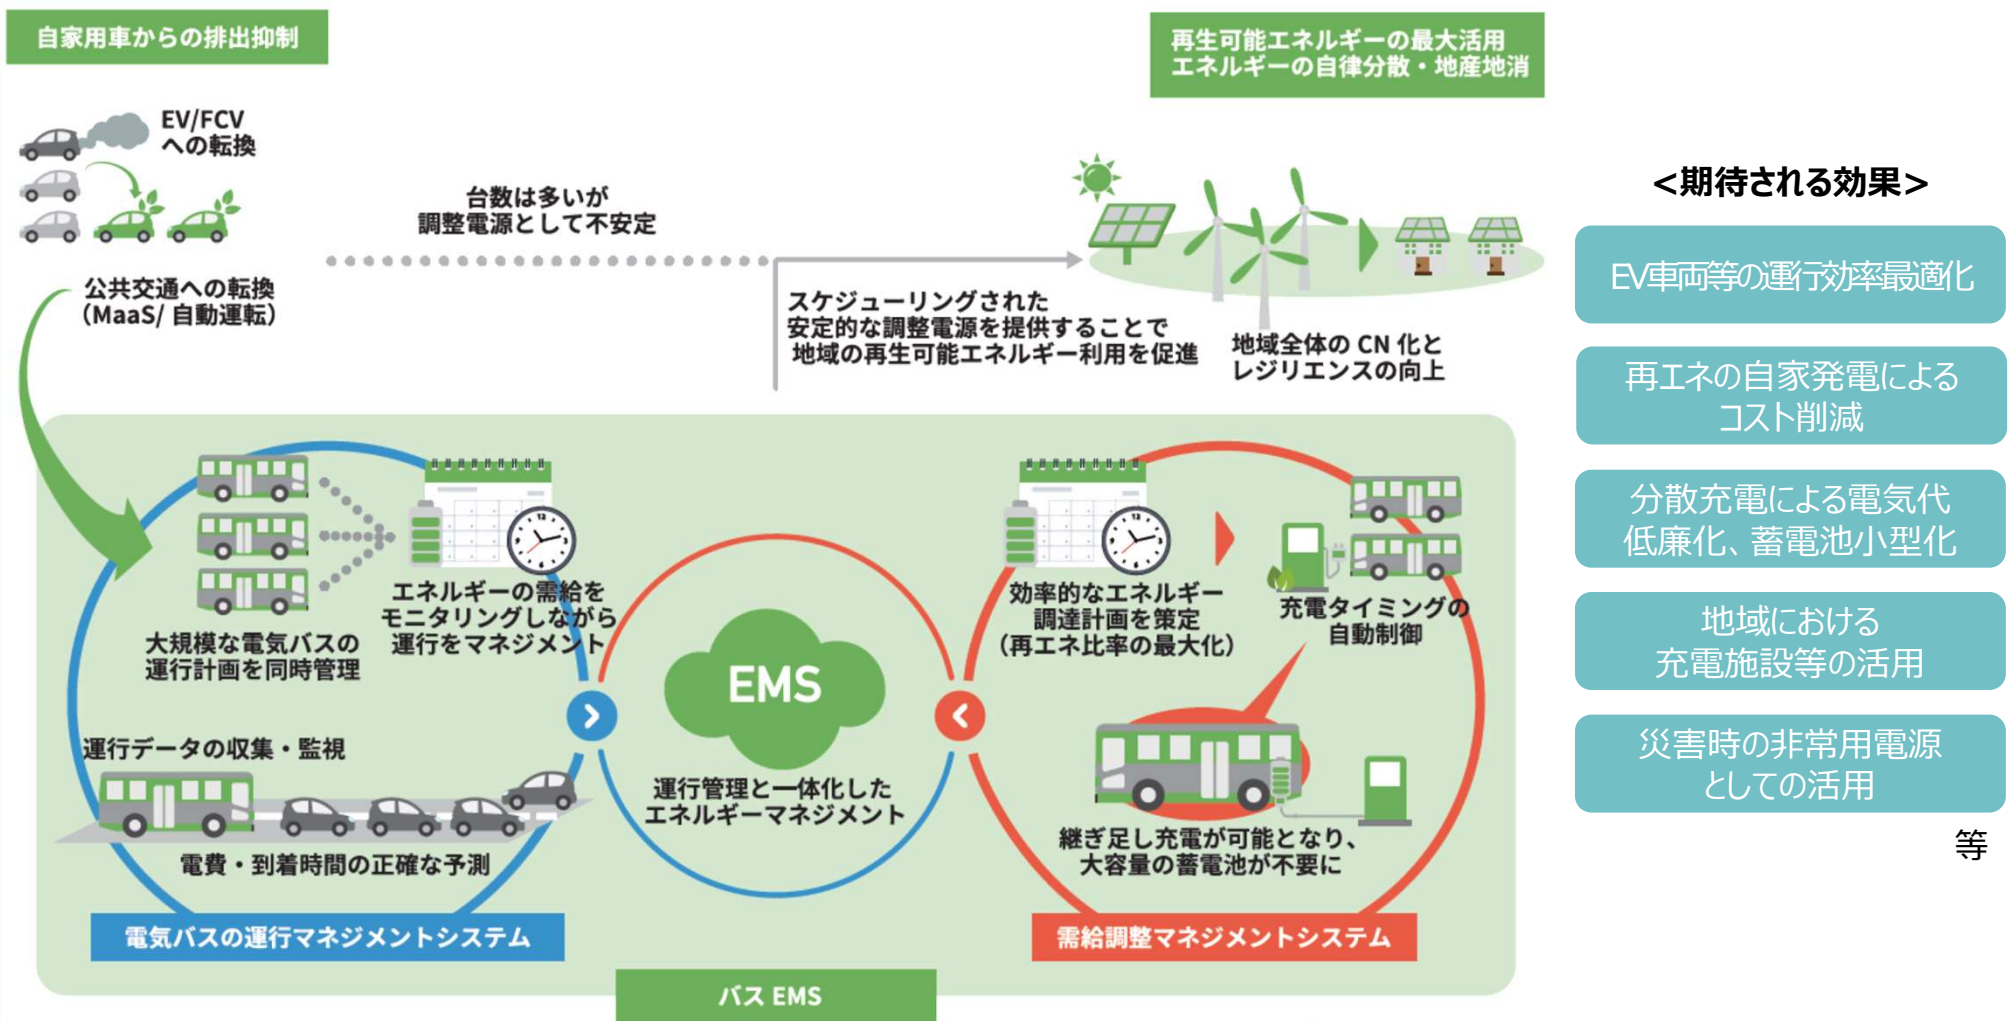 自家用車からの排出抑制
再生可能エネルギーの最大活用
エネルギーの自律分散・地産地消
EV/FCV
への転換
台数は多いが
調整電源として不安定
公共交通への転換
（MaaS/ 自動運転）
スケジューリングされた
安定的な調整電源を提供することで
地域の再生可能エネルギー利用を促進
地域全体の CN 化と
レジリエンスの向上
大規模な電気バスの
運行計画を同時管理
エネルギーの需給を
モニタリングしながら
運行をマネジメント
運行データの収集・監視
電費・到着時間の正確な予測
電気バスの運行マネジメントシステム
EMS
運行管理と一体化した
エネルギーマネジメント
効率的なエネルギー
調達計画を策定
（再エネ比率の最大化）
充電タイミングの
自動制御
継ぎ足し充電が可能となり、
大容量の蓄電池が不要に
需給調整マネジメントシステム
バス EMS
＜期待される効果＞
EV車両等の運行効率最適化
再エネの自家発電による
コスト削減
分散充電による電気代
低廉化、蓄電池小型化
地域における
充電施設等の活用
災害時の非常用電源
としての活用
等